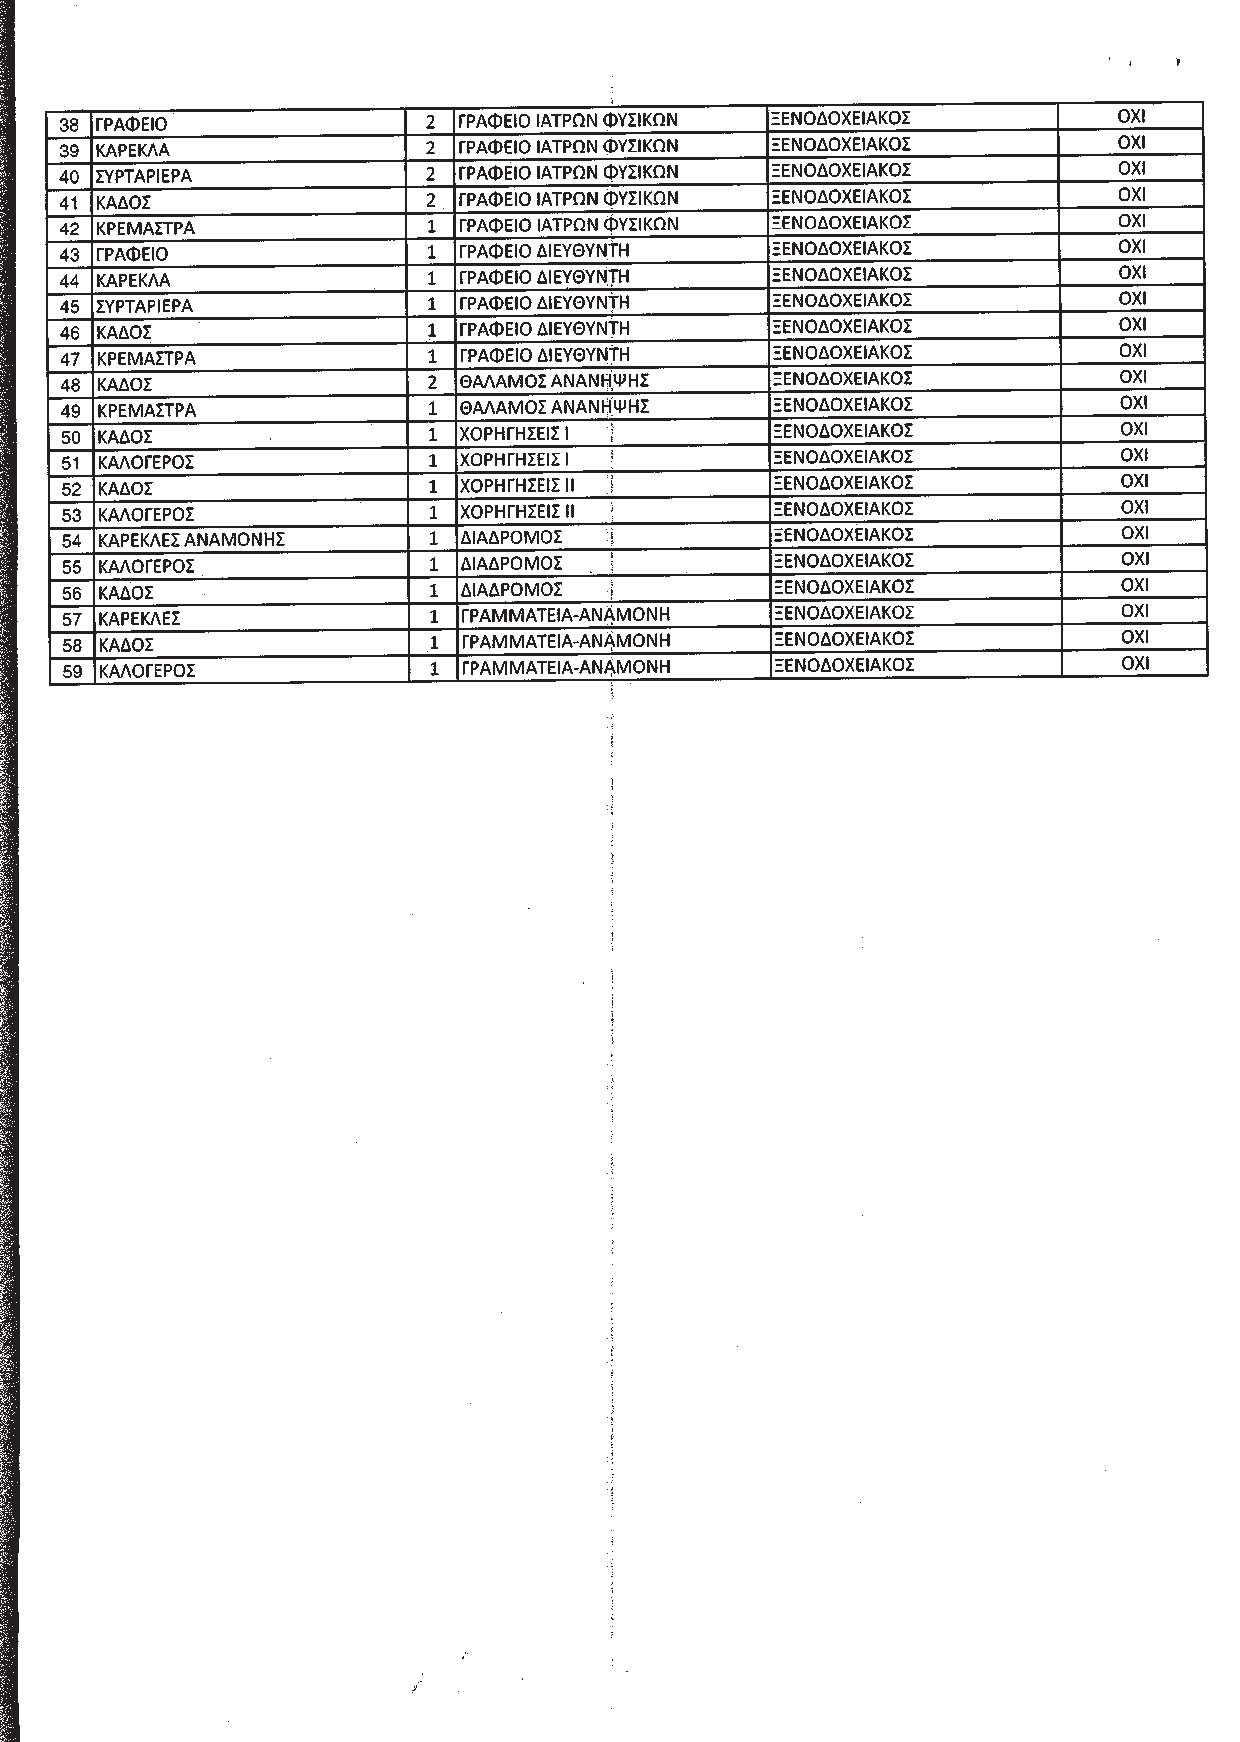 38 ΓΡΑΦΕΙΟ 2 ΓΡΑΦΕΙΟ ΙΑΤΡΩΝ ΦΥΣΙΚΩΝ ΞΕΝΟΔΟΧΕΙΑΚΟΣ ΟΧΙ
39 ΚΑΡΕΚΛΑ 2 ΓΡΑΦΕΙΟ ΙΑΤΡΩΝ ΦΥΣΙΚΩΝ ΞΕΝΟΔΟΧΕΙΑΚΟΣ ΟΧΙ
40 ΣΥΡΤΑΡΙΕΡΑ 2 ΓΡΑΦΕΙΟ ΙΑΤΡΩΝ ΦΥΣΙΚΩΝ ΞΕΝΟΔΟΧΕΙΑΚΟΣ ΟΧΙ
41 ΚΑΔΟΣ 2 ΓΡΑΦΕΙΟ ΙΑΤΡΩΝ ΦΥΣΙΚΩΝ ΞΕΝΟΔΟΧΕΙΑΚΟΣ ΟΧΙ
42 ΚΡΕΜΑΣΤΡΑ 1 ΓΡΑΦΕΙΟ ΙΑΤΡΩΝ ΦΥΣΙΚΩΝ ΞΕΝΟΔΟΧΕΙΑΚΟΣ ΟΧΙ
43 ΓΡΑΦΕΙΟ 1 ΓΡΑΦΕΙΟ ΔΙΕΥΘΥΝΤΗ ΞΕΝΟΔΟΧΕΙΑΚΟΣ ΟΧΙ
44 ΚΑΡΕΚΛΑ 1 ΓΡΑΦΕΙΟ ΔΙΕΥΘΥΝΤΗ ΞΕΝΟΔΟΧΕΙΑΚΟΣ ΟΧΙ
45 ΣΥΡΤΑΡΙΕΡΑ 1 ΓΡΑΦΕΙΟ ΔΙΕΥΘΥΝΤΗ ΞΕΝΟΔΟΧΕΙΑΚΟΣ ΟΧΙ
46 ΚΑΔΟΣ 1 ΓΡΑΦΕΙΟ ΔΙΕΥΘΥΝΤΗ ΞΕΝΟΔΟΧΕΙΑΚΟΣ ΟΧΙ
47 ΚΡΕΜΑΣΤΡΑ 1 ΓΡΑΦΕΙΟ ΔΙΕΥΘΥΝΤΗ ΞΕΝΟΔΟΧΕΙΑΚΟΣ ΟΧΙ
48 ΚΑΔΟΣ 2 ΘΑΛΑΜΟΣ ΑΝΑΝΗΨΗΣ ΞΕΝΟΔΟΧΕΙΑΚΟΣ ΟΧΙ
49 ΚΡΕΜΑΣΤΡΑ 1 ΘΑΛΑΜΟΣ ΑΝΑΝΗΨΗΣ ΞΕΝΟΔΟΧΕΙΑΚΟΣ ΟΧΙ
50 ΚΑΔΟΣ 1 ΧΟΡΗΓΗΣΕΙΣ Ι ΞΕΝΟΔΟΧΕΙΑΚΟΣ ΟΧΙ
51 ΚΑΛΟΓΕΡΟΣ 1 ΧΟΡΗΓΗΣΕΙΣ Ι ΞΕΝΟΔΟΧΕΙΑΚΟΣ ΟΧΙ
52 ΚΑΔΟΣ 1 ΧΟΡΗΓΗΣΕΙΣ ΙΙ ΞΕΝΟΔΟΧΕΙΑΚΟΣ ΟΧΙ
53 ΚΑΛΟΓΕΡΟΣ 1 ΧΟΡΗΓΗΣΕΙΣ ΙΙ ΞΕΝΟΔΟΧΕΙΑΚΟΣ ΟΧΙ
54 ΚΑΡΕΚΛΕΣ ΑΝΑΜΟΝΗΣ 1 ΔΙΑΔΡΟΜΟΣ ΞΕΝΟΔΟΧΕΙΑΚΟΣ ΟΧΙ
55 ΚΑΛΟΓΕΡΟΣ 1 ΔΙΑΔΡΟΜΟΣ ΞΕΝΟΔΟΧΕΙΑΚΟΣ ΟΧΙ
56 ΚΑΔΟΣ 1 ΔΙΑΔΡΟΜΟΣ ΞΕΝΟΔΟΧΕΙΑΚΟΣ ΟΧΙ
57 ΚΑΡΕΚΛΕΣ 1 ΓΡΑΜΜΑΤΕΙΑ-ΑΝΑΜΟΝΗ ΞΕΝΟΔΟΧΕΙΑΚΟΣ ΟΧΙ
58 ΚΑΔΟΣ 1 ΓΡΑΜΜΑΤΕΙΑ-ΑΝΑΜΟΝΗ ΞΕΝΟΔΟΧΕΙΑΚΟΣ ΟΧΙ
59 ΚΑΛΟΓΕΡΟΣ 1 ΓΡΑΜΜΑΤΕΙΑ-ΑΝΑΜΟΝΗ ΞΕΝΟΔΟΧΕΙΑΚΟΣ ΟΧΙ